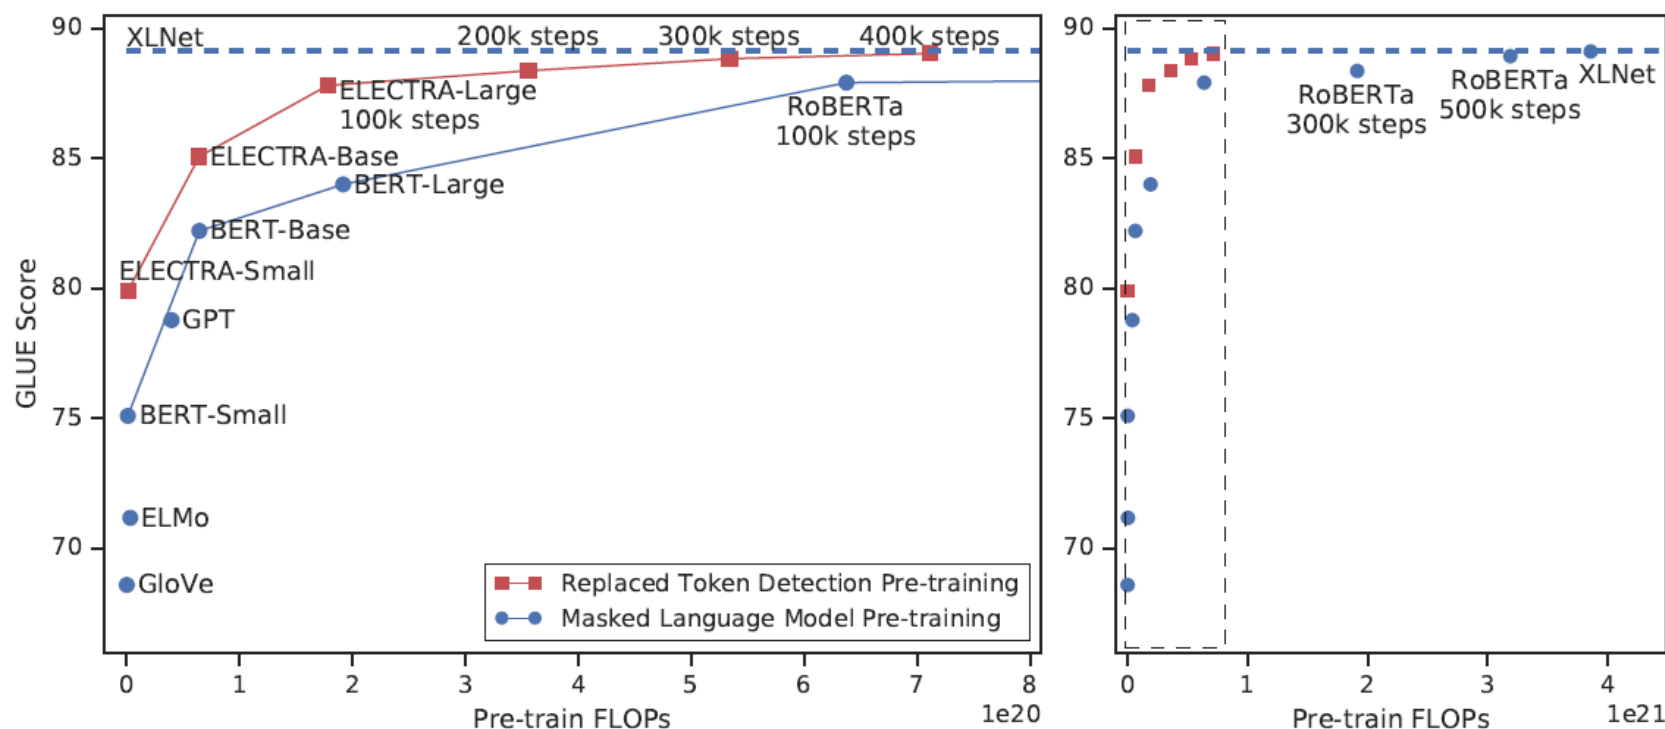 90
85
80
75
70
GLUE Score
XLNet
200k steps
300k steps
400k steps
ELECTRA-Large
100k steps
RoBERTa
100k steps
ELECTRA-Base
BERT-Large
BERT-Base
ELECTRA-Small
GPT
BERT-Small
ELMo
GloVe
Replaced Token Detection Pre-training
Masked Language Model Pre-training
0 1 2 3 4 5 6 7 8
1e20
Pre-train FLOPs
90
85
80
75
70
RoBERTa
300k steps
RoBERTa
500k steps
XLNet
0 1 2 3 4
1e21
Pre-train FLOPs